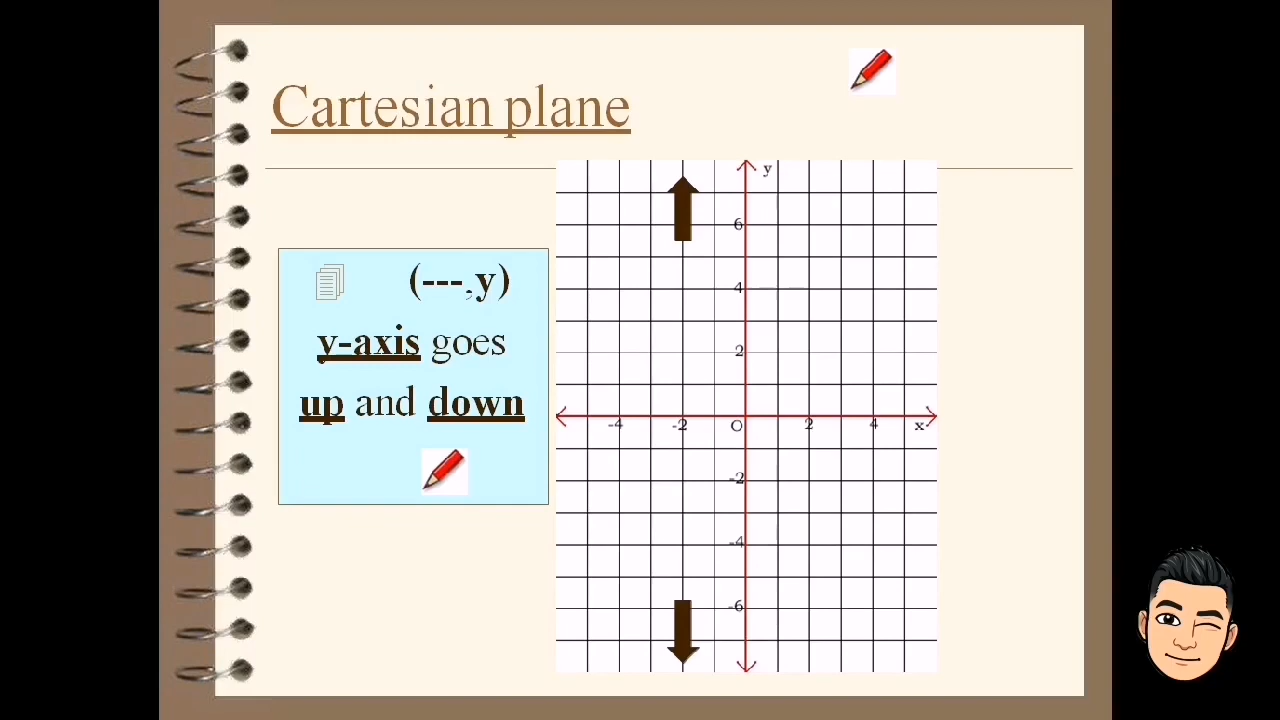 Cartesian plane
(---,y)
y-axis goes
up and down
y
6
4
2
-4 -2 O 2 4 x
-2
-4
-6